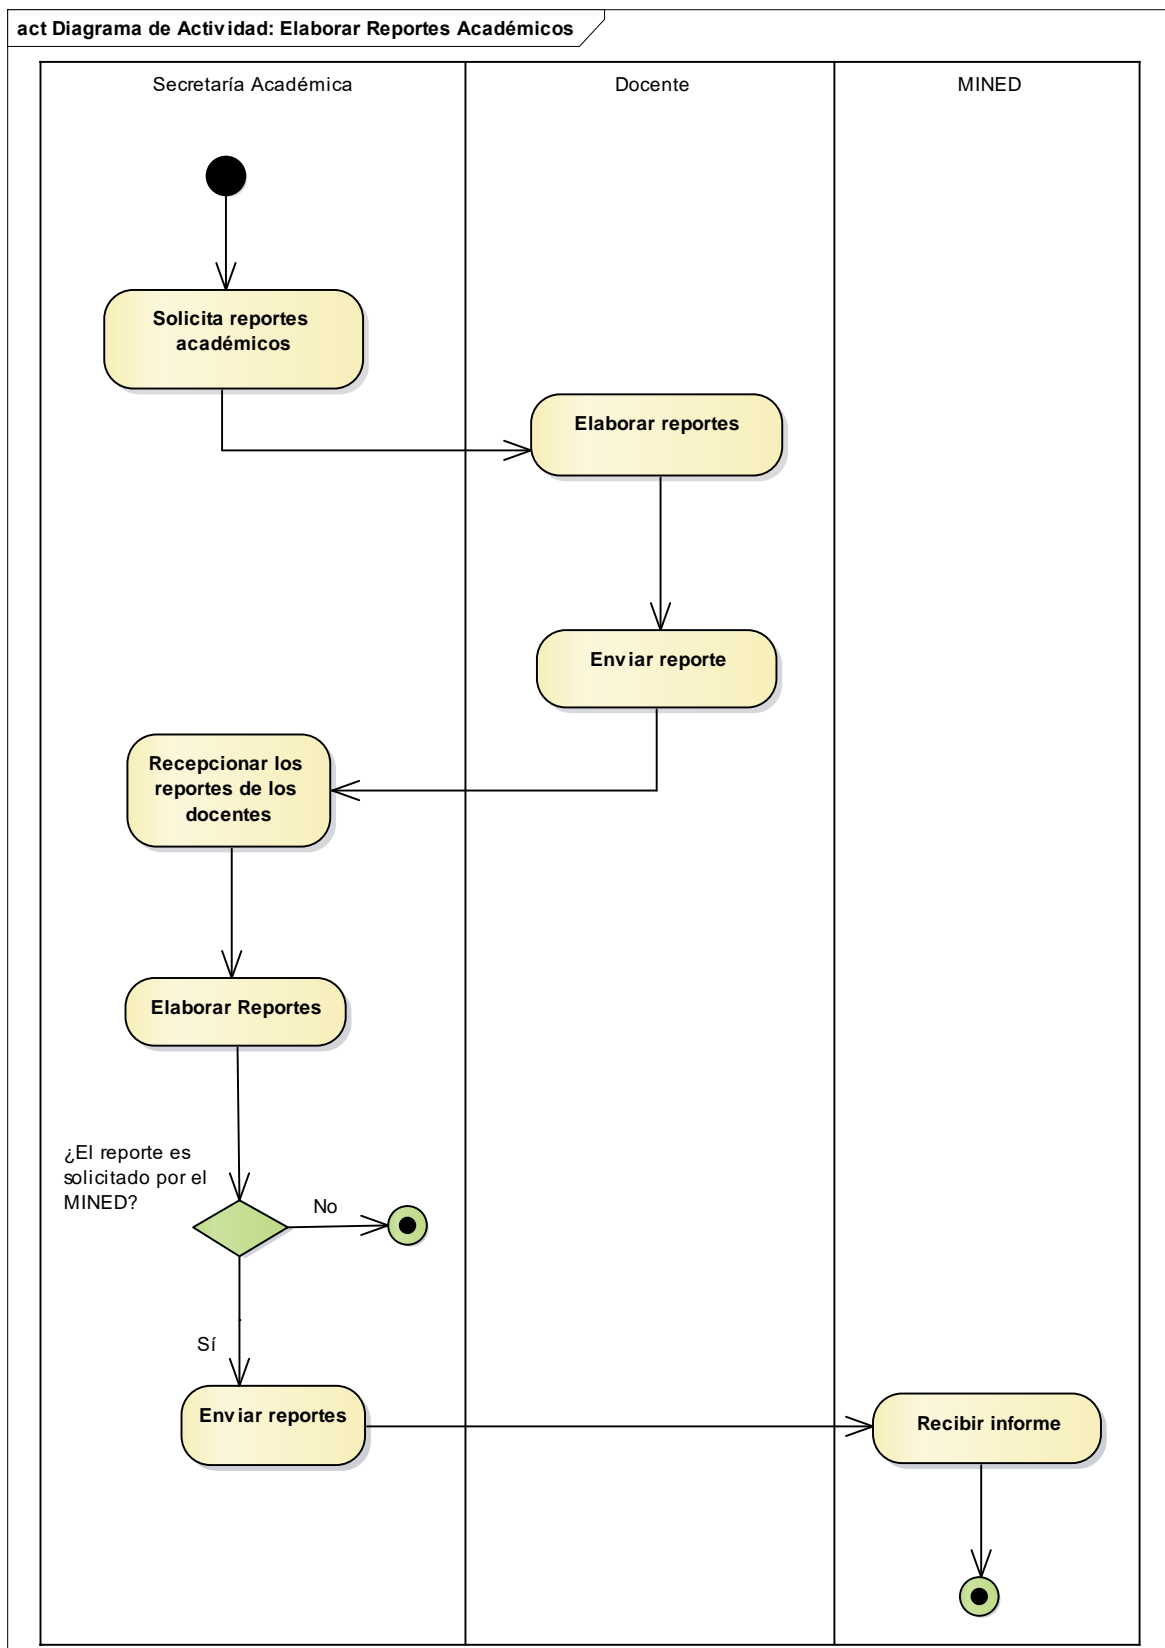 act Diagrama de Actividad: Elaborar Reportes Académicos
Secretaría Académica
Docente
MINED
Solicita reportes
académicos
Elaborar reportes
Enviar reporte
Recepcionar los
reportes de los
docentes
Elaborar Reportes
¿El reporte es
solicitado por el
MINED?
No
Sí
Enviar reportes
Recibir informe